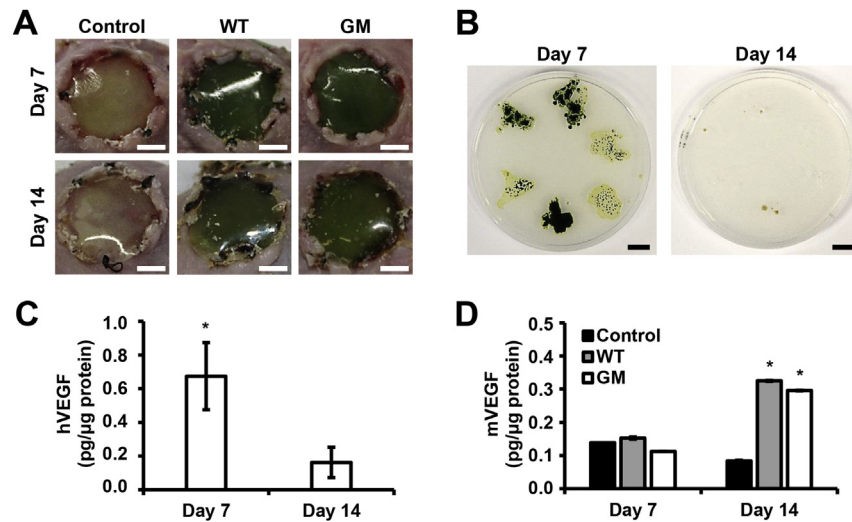 A
Control WT GM
Day 7
Day 14
B
Day 7 Day 14
C
hVEGF
(pg/µg protein)
1.0
0.8
0.6
0.4
0.2
0.0
*
Day 7 Day 14
D
mVEGF
(pg/µg protein)
0.5
0.4
0.3
0.2
0.1
0.0
Control
WT
GM
* *
Day 7 Day 14